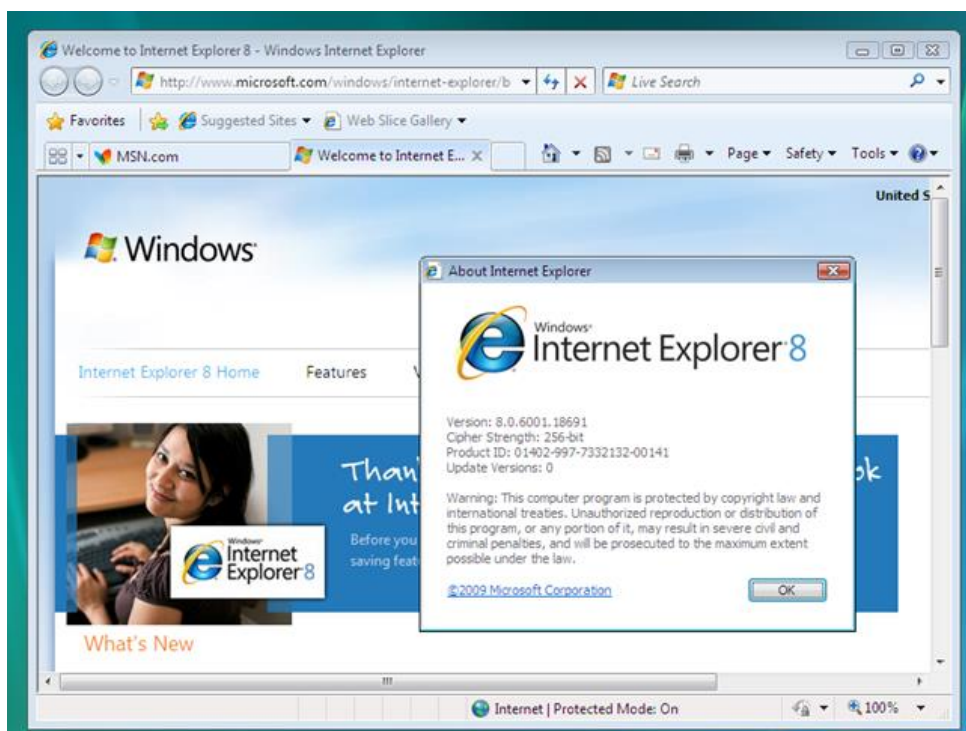 Welcome to Internet Explorer 8 - Windows Internet Explorer
http://www.microsoft.com/windows/internet-explorer/b
Live Search
Favorites
Suggested Sites
Web Slice Gallery
MSN.com
Welcome to Internet E...
Page
Safety
Tools
United S
Windows
Internet Explorer 8 Home
Features
About Internet Explorer
Windows
Internet Explorer 8
Version: 8.0.6001.18691
Cipher Strength: 256-bit
Product ID: 01402-997-7332132-00141
Update Versions: 0
Warning: This computer program is protected by copyright law and
international treaties. Unauthorized reproduction or distribution of
this program, or any portion of it, may result in severe civil and
criminal penalties, and will be prosecuted to the maximum extent
possible under the law.
©2009 Microsoft Corporation
OK
Than
at Int
Before you
saving feat
Windows
Internet
Explorer 8
What's New
Internet | Protected Mode: On
100%